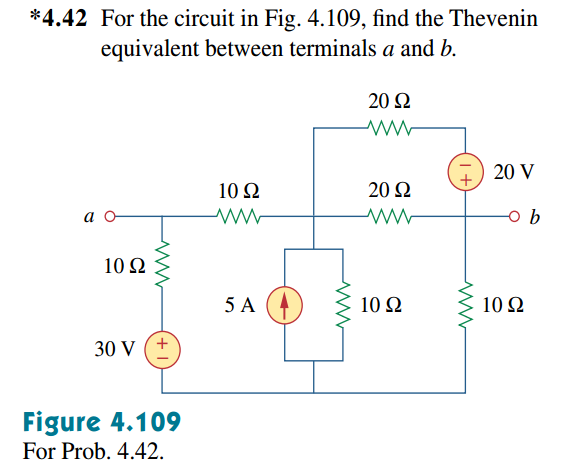 *4.42 For the circuit in Fig. 4.109, find the Thevenin
equivalent between terminals a and b.
20 Ω
20 V
10 Ω
20 Ω
a
b
10 Ω
5 A
10 Ω
10 Ω
30 V
Figure 4.109
For Prob. 4.42.